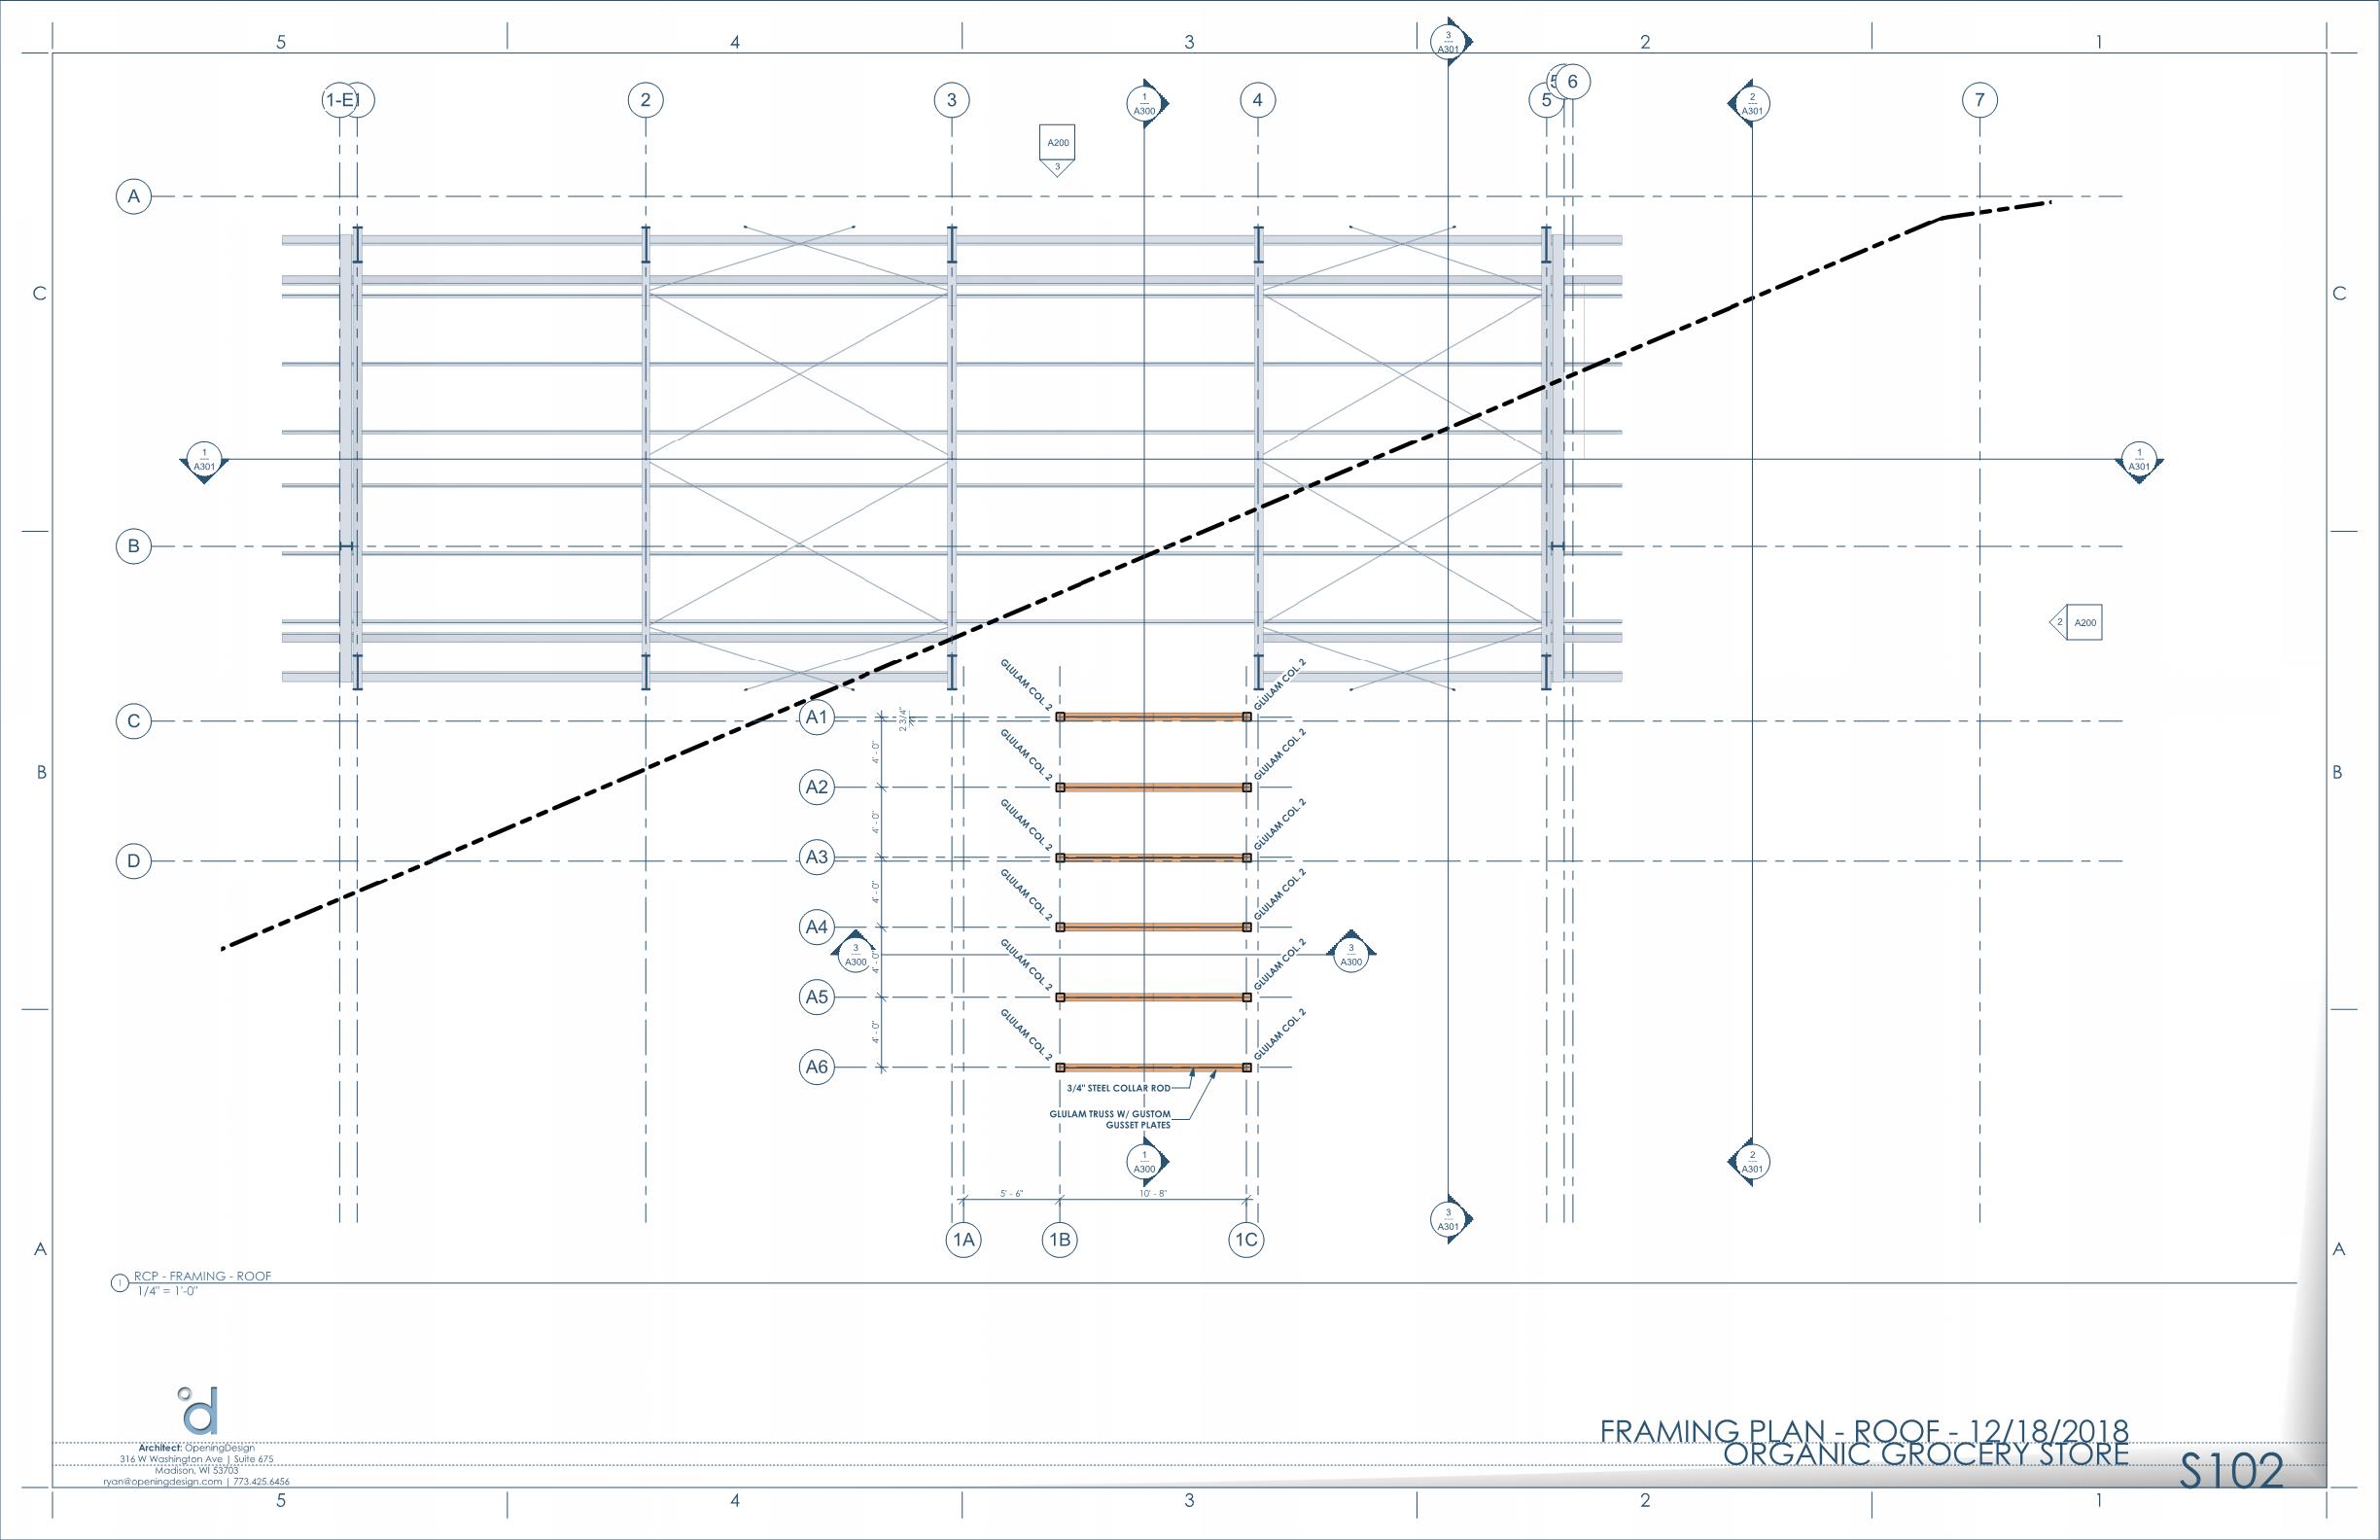 5 4 3 2 1
3
A301
1-E
2
3
4
5
6
7
1
A300
2
A301
A200
3
A
C C
1
A301
1
A301
B
2 A200
GLULAM COL. 2 GLULAM COL. 2
C
A1
2 3/4"
4' - 0"
GLULAM COL. 2 GLULAM COL. 2
B B
A2
4' - 0"
GLULAM COL. 2 GLULAM COL. 2
D
A3
4' - 0"
GLULAM COL. 2 GLULAM COL. 2
A4
3
A300
4' - 0"
3
A300
GLULAM COL. 2 GLULAM COL. 2
A5
4' - 0"
GLULAM COL. 2 GLULAM COL. 2
A6
3/4" STEEL COLLAR ROD
GLULAM TRUSS W/ GUSTOM
GUSSET PLATES
1
A300
2
A301
5' - 6" 10' - 8"
3
A301
1A 1B 1C
A A
1 RCP - FRAMING - ROOF
1/4" = 1'-0"
d
Architect: OpeningDesign
316 W Washington Ave | Suite 675
Madison, WI 53703
ryan@openingdesign.com | 773.425.6456
FRAMING PLAN - ROOF - 12/18/2018
ORGANIC GROCERY STORE
S102
5 4 3 2 1